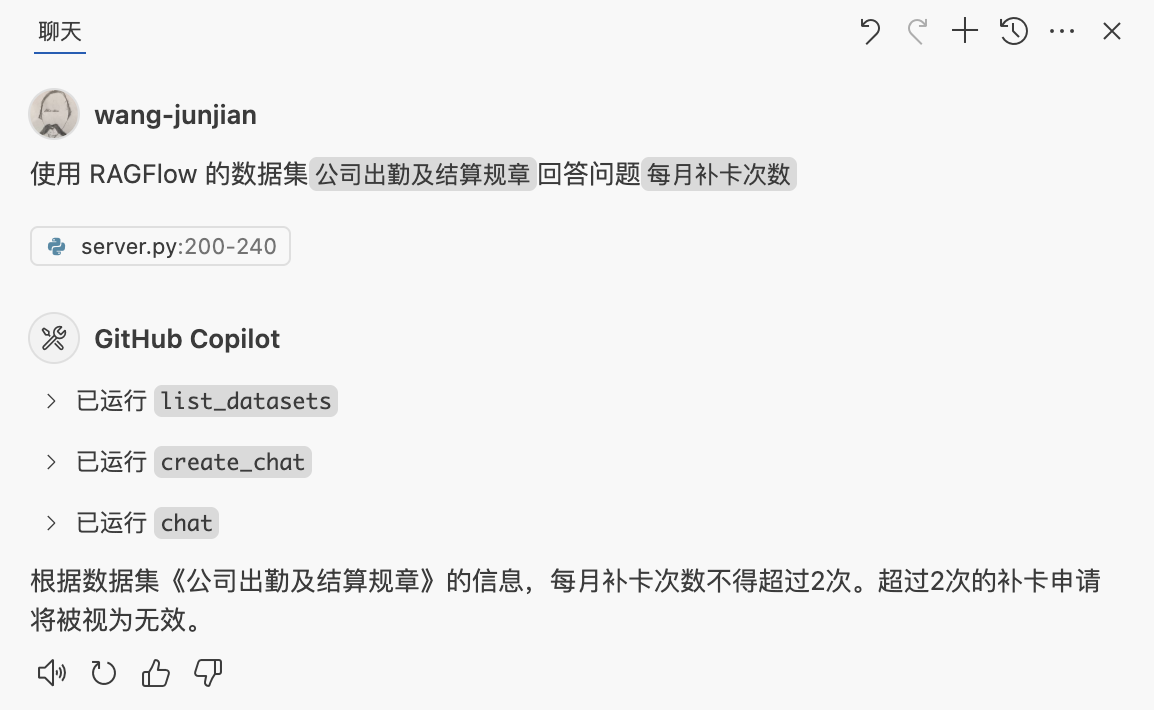 聊天
wang-junjian
使用 RAGFlow 的数据集公司出勤及结算规章回答问题每月补卡次数
server.py:200-240
GitHub Copilot
已运行 list_datasets
已运行 create_chat
已运行 chat
根据数据集《公司出勤及结算规章》的信息，每月补卡次数不得超过2次。超过2次的补卡申请
将被视为无效。